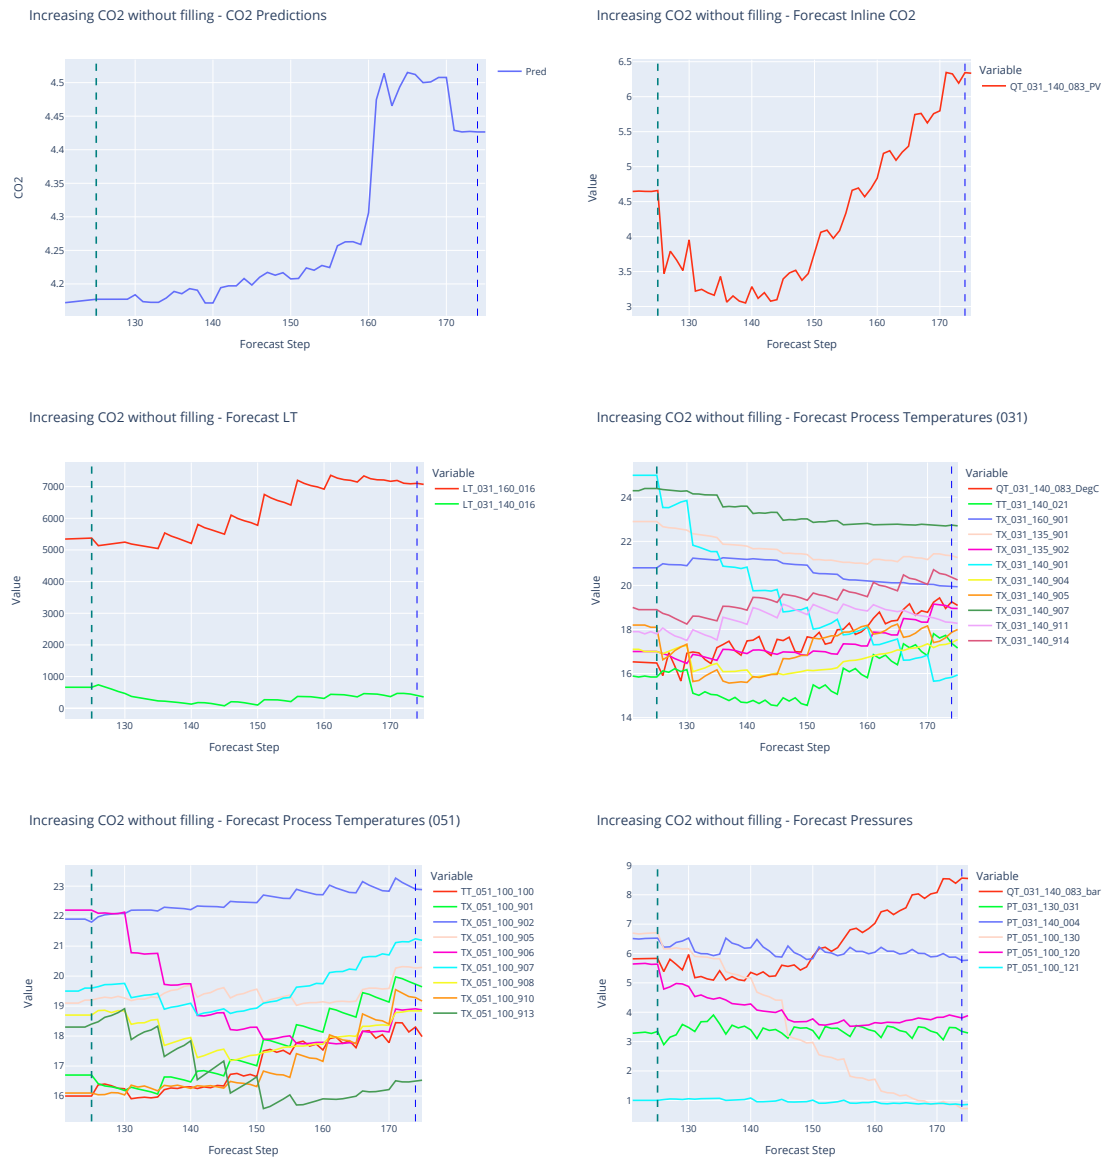 Increasing CO2 without filling - CO2 Predictions
CO2
4.5
4.45
4.4
4.35
4.3
4.25
4.2
130
140
150
160
170
Forecast Step
Pred
Increasing CO2 without filling - Forecast Inline CO2
Value
6.5
6
5.5
5
4.5
4
3.5
3
130
140
150
160
170
Forecast Step
Variable
QT_031_140_083_PV
Increasing CO2 without filling - Forecast LT
Value
7000
6000
5000
4000
3000
2000
1000
0
130
140
150
160
170
Forecast Step
Variable
LT_031_160_016
LT_031_140_016
Increasing CO2 without filling - Forecast Process Temperatures (031)
Value
24
22
20
18
16
14
130
140
150
160
170
Forecast Step
Variable
QT_031_140_083_DegC
TT_031_140_021
TX_031_160_901
TX_031_135_901
TX_031_135_902
TX_031_140_901
TX_031_140_904
TX_031_140_905
TX_031_140_907
TX_031_140_911
TX_031_140_914
Increasing CO2 without filling - Forecast Process Temperatures (051)
Value
23
22
21
20
19
18
17
16
130
140
150
160
170
Forecast Step
Variable
TT_051_100_100
TX_051_100_901
TX_051_100_902
TX_051_100_905
TX_051_100_906
TX_051_100_907
TX_051_100_908
TX_051_100_910
TX_051_100_913
Increasing CO2 without filling - Forecast Pressures
Value
9
8
7
6
5
4
3
2
1
130
140
150
160
170
Forecast Step
Variable
QT_031_140_083_bar
PT_031_130_031
PT_031_140_004
PT_051_100_130
PT_051_100_120
PT_051_100_121